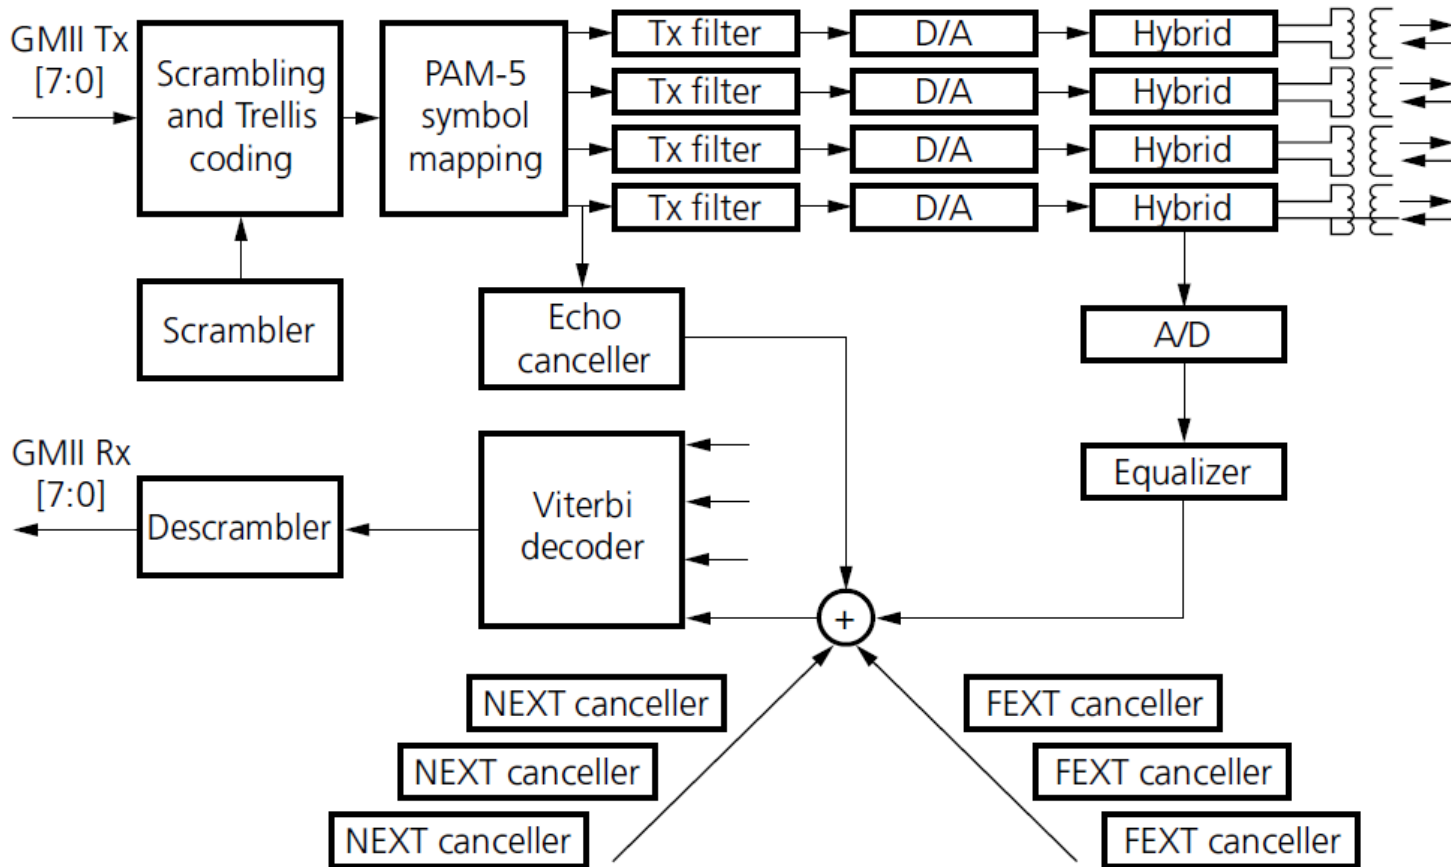 GMII Tx
[7:0]
Scrambling
and Trellis
coding
PAM-5
symbol
mapping
Tx filter
D/A
Hybrid
Tx filter
D/A
Hybrid
Tx filter
D/A
Hybrid
Tx filter
D/A
Hybrid
Scrambler
Echo
canceller
A/D
GMII Rx
[7:0]
Descrambler
Viterbi
decoder
Equalizer
+
NEXT canceller
FEXT canceller
NEXT canceller
FEXT canceller
NEXT canceller
FEXT canceller